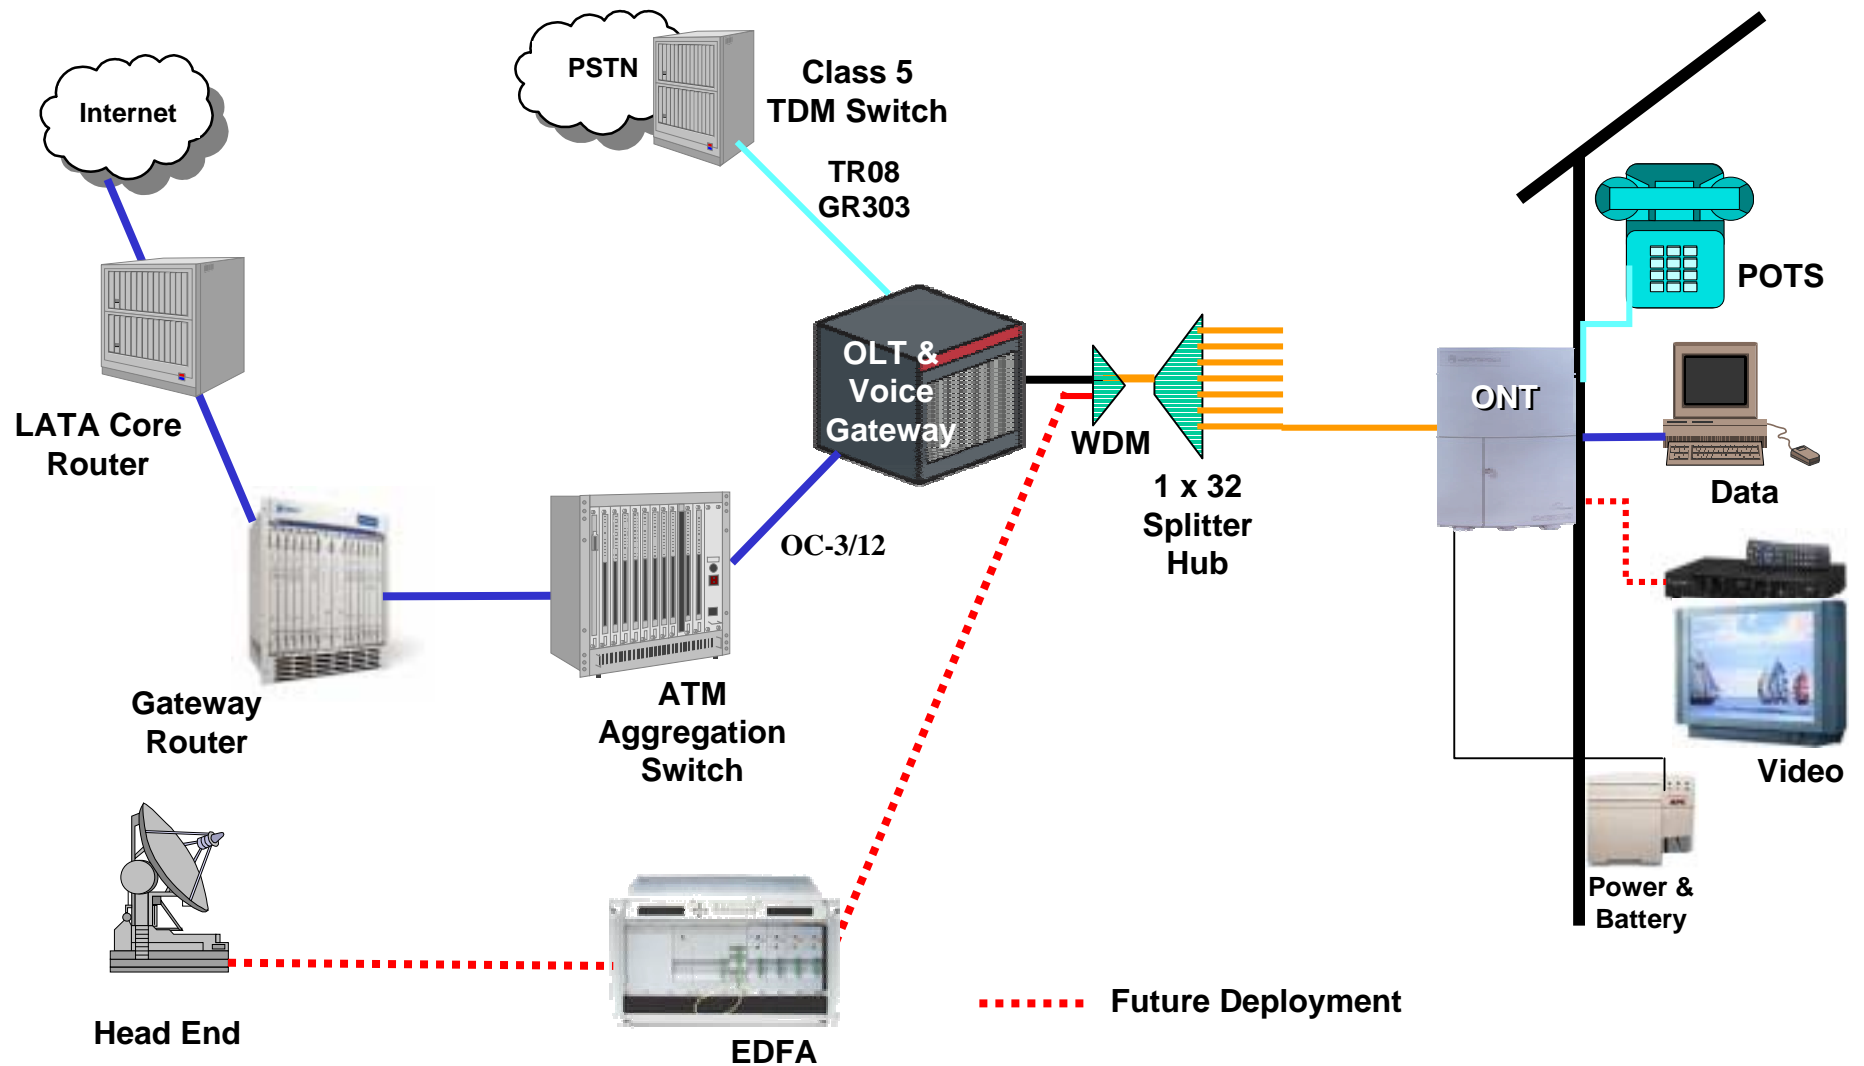 PSTN
Class 5
TDM Switch
Internet
TR08
GR303
POTS
OLT &
Voice
Gateway
ONT
LATA Core
Router
WDM
1 x 32
Splitter
Hub
Data
OC-3/12
Gateway
Router
ATM
Aggregation
Switch
Video
Power &
Battery
Future Deployment
Head End
EDFA